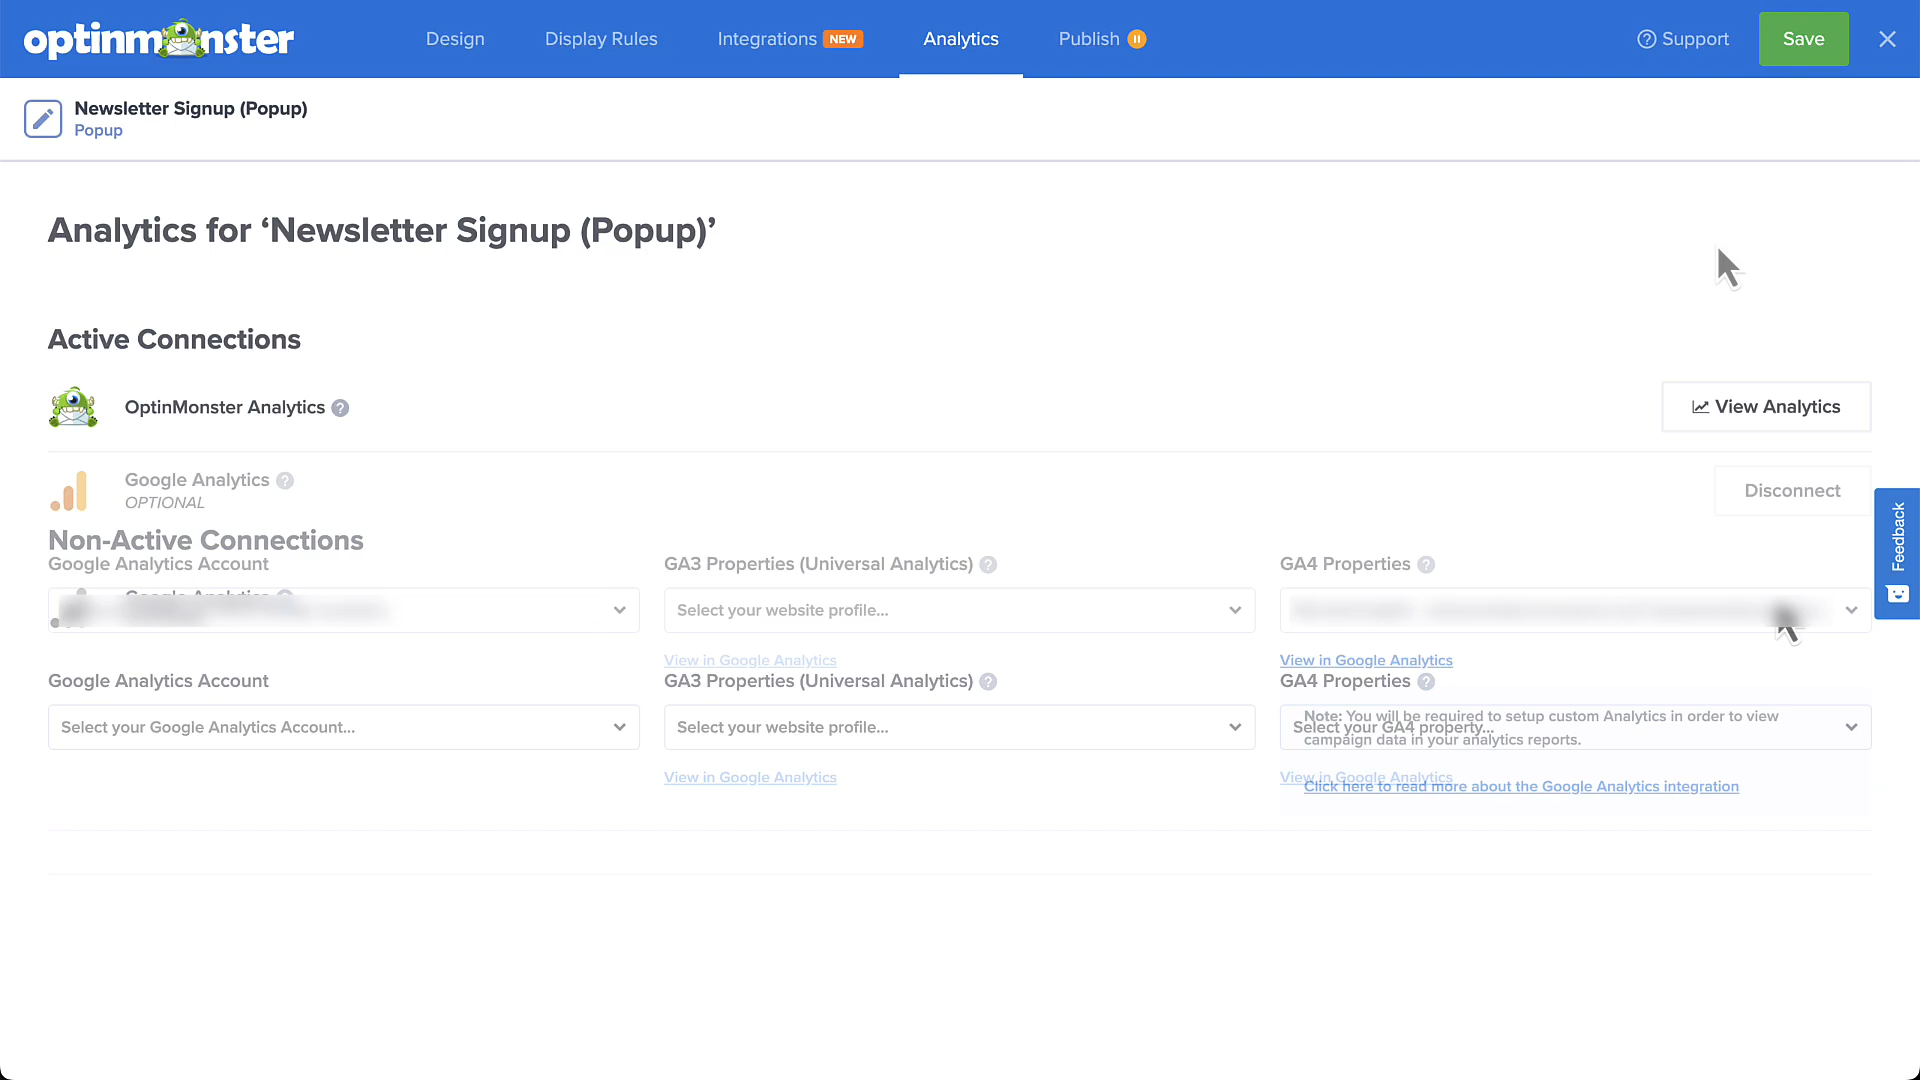 optinmonster
Design
Display Rules
Integrations NEW
Analytics
Publish
Support
Save
Newsletter Signup (Popup)
Popup
Analytics for ‘Newsletter Signup (Popup)’
Active Connections
OptinMonster Analytics ?
View Analytics
Google Analytics ?
OPTIONAL
Disconnect
Feedback
Non-Active Connections
Google Analytics Account
GA3 Properties (Universal Analytics) ?
GA4 Properties ?
Google Analytics
Select your website profile...
View in Google Analytics
View in Google Analytics
Google Analytics Account
GA3 Properties (Universal Analytics) ?
GA4 Properties ?
Select your Google Analytics Account...
Select your website profile...
Select your GA4 property...
Note: You will be required to setup custom Analytics in order to view
campaign data in your analytics reports.
View in Google Analytics
View in Google Analytics
Click here to read more about the Google Analytics integration